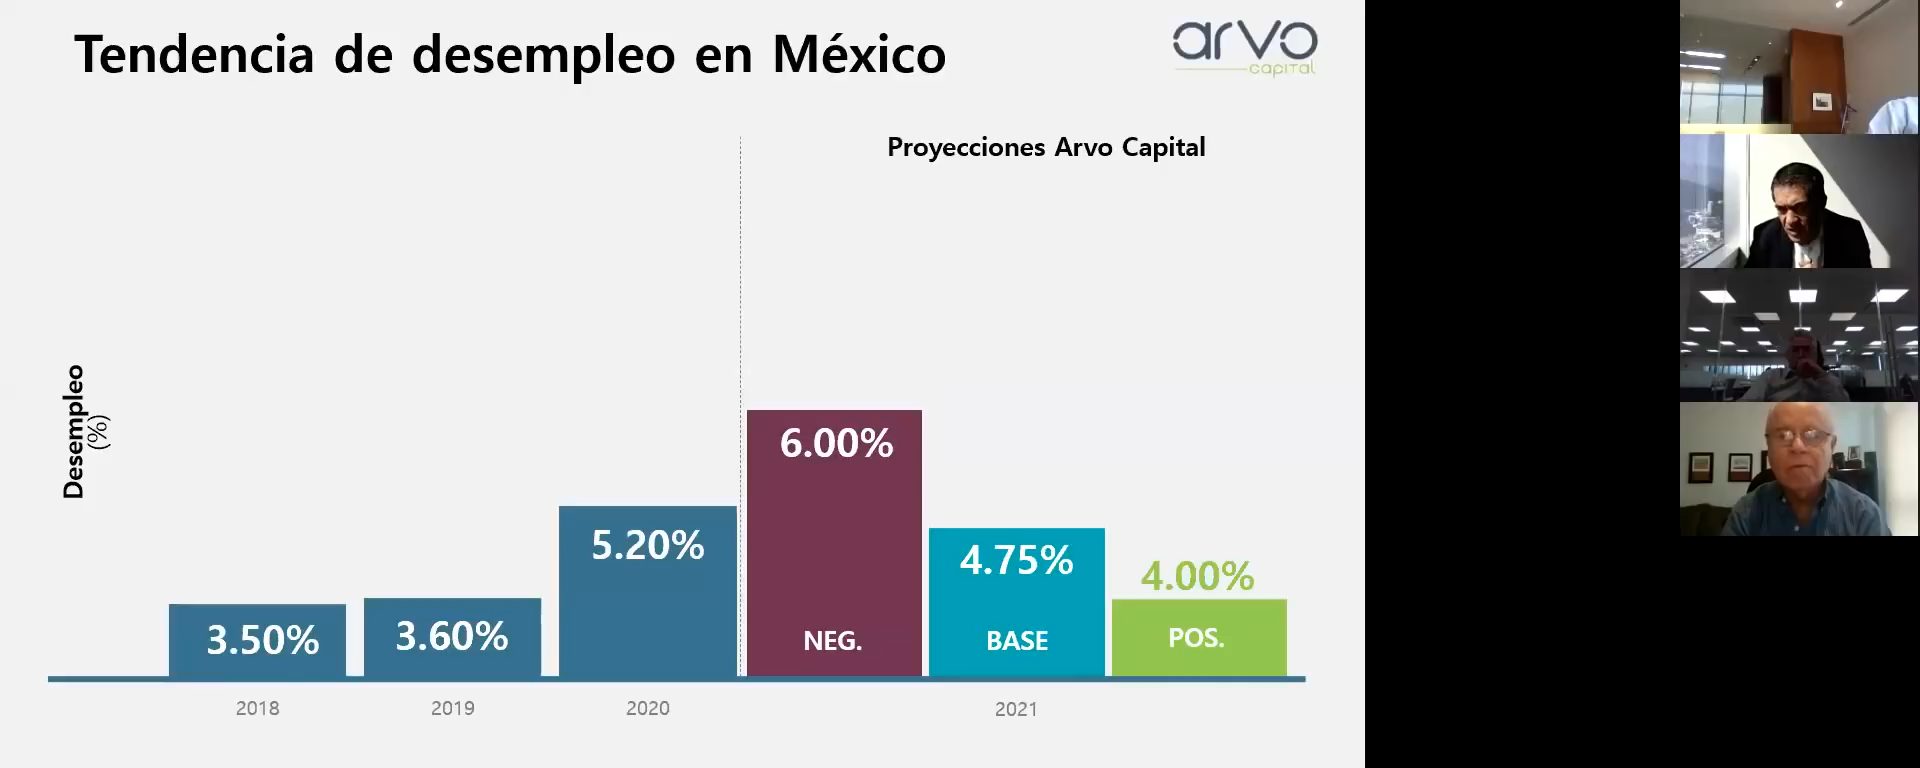 Tendencia de desempleo en México
arvo
capital
Proyecciones Arvo Capital
Desempleo
(%)
3.50%
3.60%
5.20%
6.00%
NEG.
4.75%
BASE
4.00%
POS.
2018
2019
2020
2021